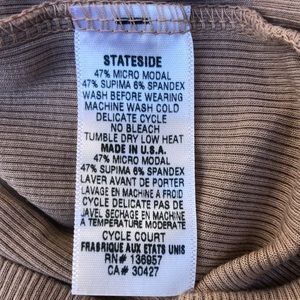 STATESIDE
47% MICRO MODAL
47% SUPIMA 6% SPANDEX
WASH BEFORE WEARING
MACHINE WASH COLD
DELICATE CYCLE
NO BLEACH
TUMBLE DRY LOW HEAT
MADE IN U.S.A.
47% MICRO MODAL
47% SUPIMA 6% SPANDEX
LAVER AVANT DE PORTER
LAVAGE EN MACHINE A FROID
CYCLE DELICATE PAS DE
JAVEL SECHAGE EN MACHINE
A TEMPERATURE MODERATE
CYCLE COURT
FRABRIQUE AUX ETATS UNIS
RN# 136957
CA# 30427